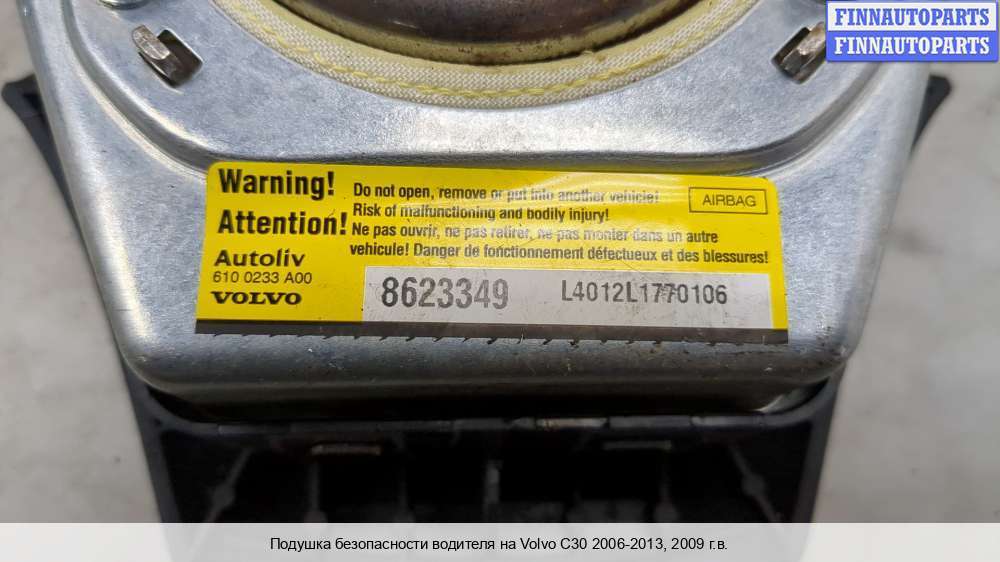 FINNAUTOPARTS
FINNAUTOPARTS
Warning!
Attention!
Do not open, remove or put into another vehicle!
Risk of malfunctioning and bodily injury!
Ne pas ouvrir, ne pas retirer, ne pas monter dans un autre
vehicule! Danger de fonctionnement défectueux et des blessures!
AIRBAG
Autoliv
610 0233 A00
VOLVO
8623349
L4012L1770106
Подушка безопасности водителя на Volvo C30 2006-2013, 2009 г.в.